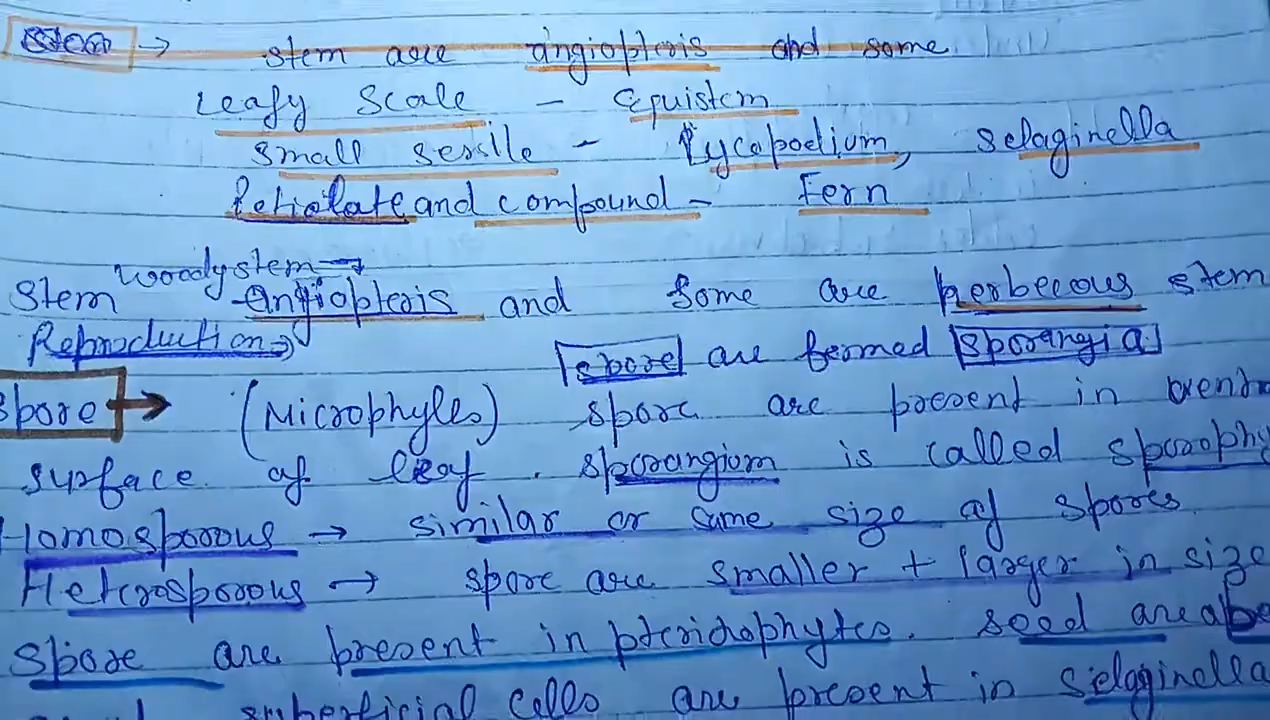 Stem → stem are angiopteris and some
Leafy Scale - Equistem
Small sessile - Lycopodium, Selaginella
Petiolate and compound - Fern
Woody stem →
Stem Angiopteris and some are herbecous stem
Reproduction → spore are formed Sporangia.
Spore → (Microphyles) spore are present in vent
surface of leaf. sporangium is called sporophy
Homosporous → similar or same size of spores.
Hetrosporous → spore are smaller + larger in size
Spore are present in pteridophytes. seed are abs
superficial cells are present in Selaginella